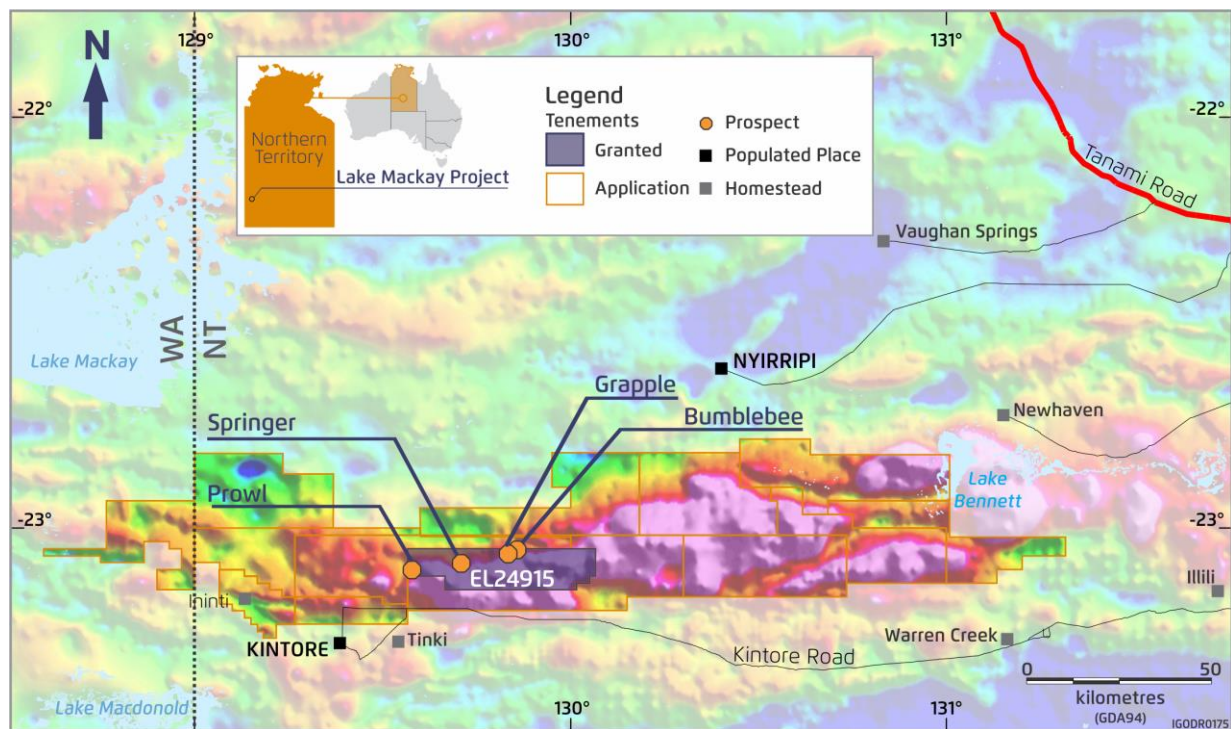 129°
130°
131°
N
Legend
Tenements
Granted
Application
Prospect
Populated Place
Homestead
Northern
Territory
Lake Mackay Project
-22°
-22°
Tanami Road
Vaughan Springs
WA
NT
Lake Mackay
NYIRRIPI
Grapple
Springer
Bumblebee
Newhaven
Prowl
Lake
Bennett
-23°
-23°
EL24915
Illili
Ininti
KINTORE
Tinki
Kintore Road
Warren Creek
0
50
kilometres
(GDA94)
Lake Macdonold
130°
131°
IGODR0175